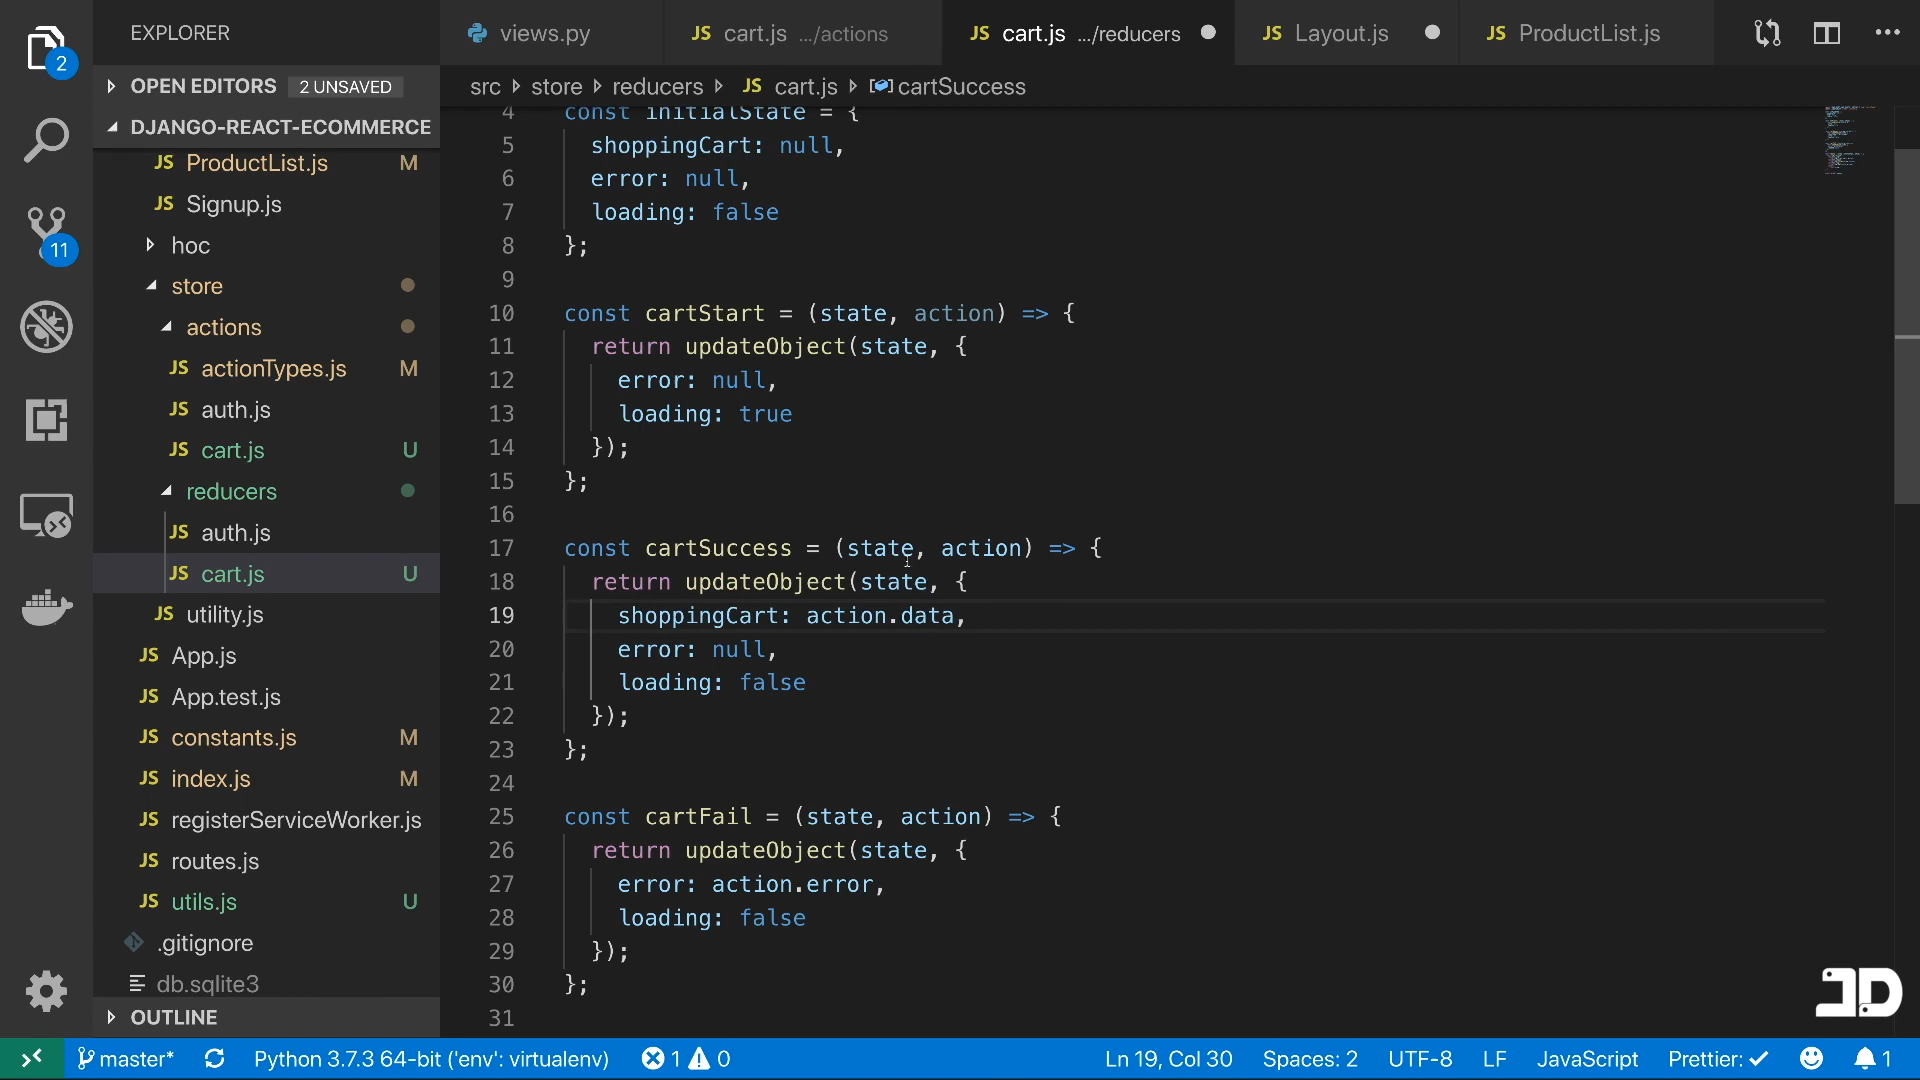 EXPLORER
views.py
JS cart.js .../actions
JS cart.js .../reducers
JS Layout.js
JS ProductList.js
2
OPEN EDITORS 2 UNSAVED
DJANGO-REACT-ECOMMERCE
JS ProductList.js M
JS Signup.js
hoc
store
actions
JS actionTypes.js M
JS auth.js
JS cart.js U
reducers
JS auth.js
JS cart.js U
JS utility.js
JS App.js
JS App.test.js
JS constants.js M
JS index.js M
JS registerServiceWorker.js
JS routes.js
JS utils.js U
.gitignore
db.sqlite3
OUTLINE
11
src store reducers JS cart.js cartSuccess
4 const initialState = {
5 shoppingCart: null,
6 error: null,
7 loading: false
8 };
9
10 const cartStart = (state, action) => {
11 return updateObject(state, {
12 error: null,
13 loading: true
14 });
15 };
16
17 const cartSuccess = (state, action) => {
18 return updateObject(state, {
19 shoppingCart: action.data,
20 error: null,
21 loading: false
22 });
23 };
24
25 const cartFail = (state, action) => {
26 return updateObject(state, {
27 error: action.error,
28 loading: false
29 });
30 };
31
JD
master* Python 3.7.3 64-bit ('env': virtualenv) 1 0 Ln 19, Col 30 Spaces: 2 UTF-8 LF JavaScript Prettier: ✓ 1